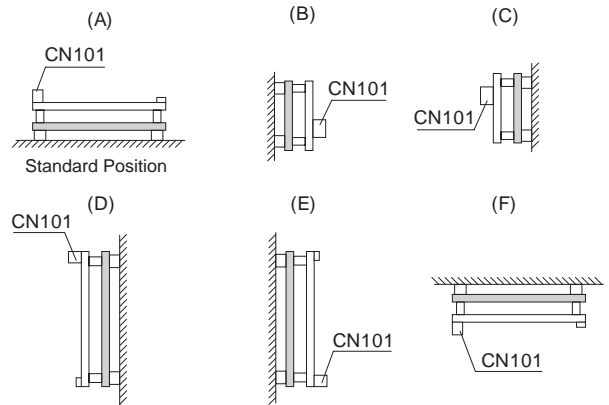 (A)
CN101
Standard Position
(B)
CN101
(C)
CN101
(D)
CN101
(E)
CN101
(F)
CN101